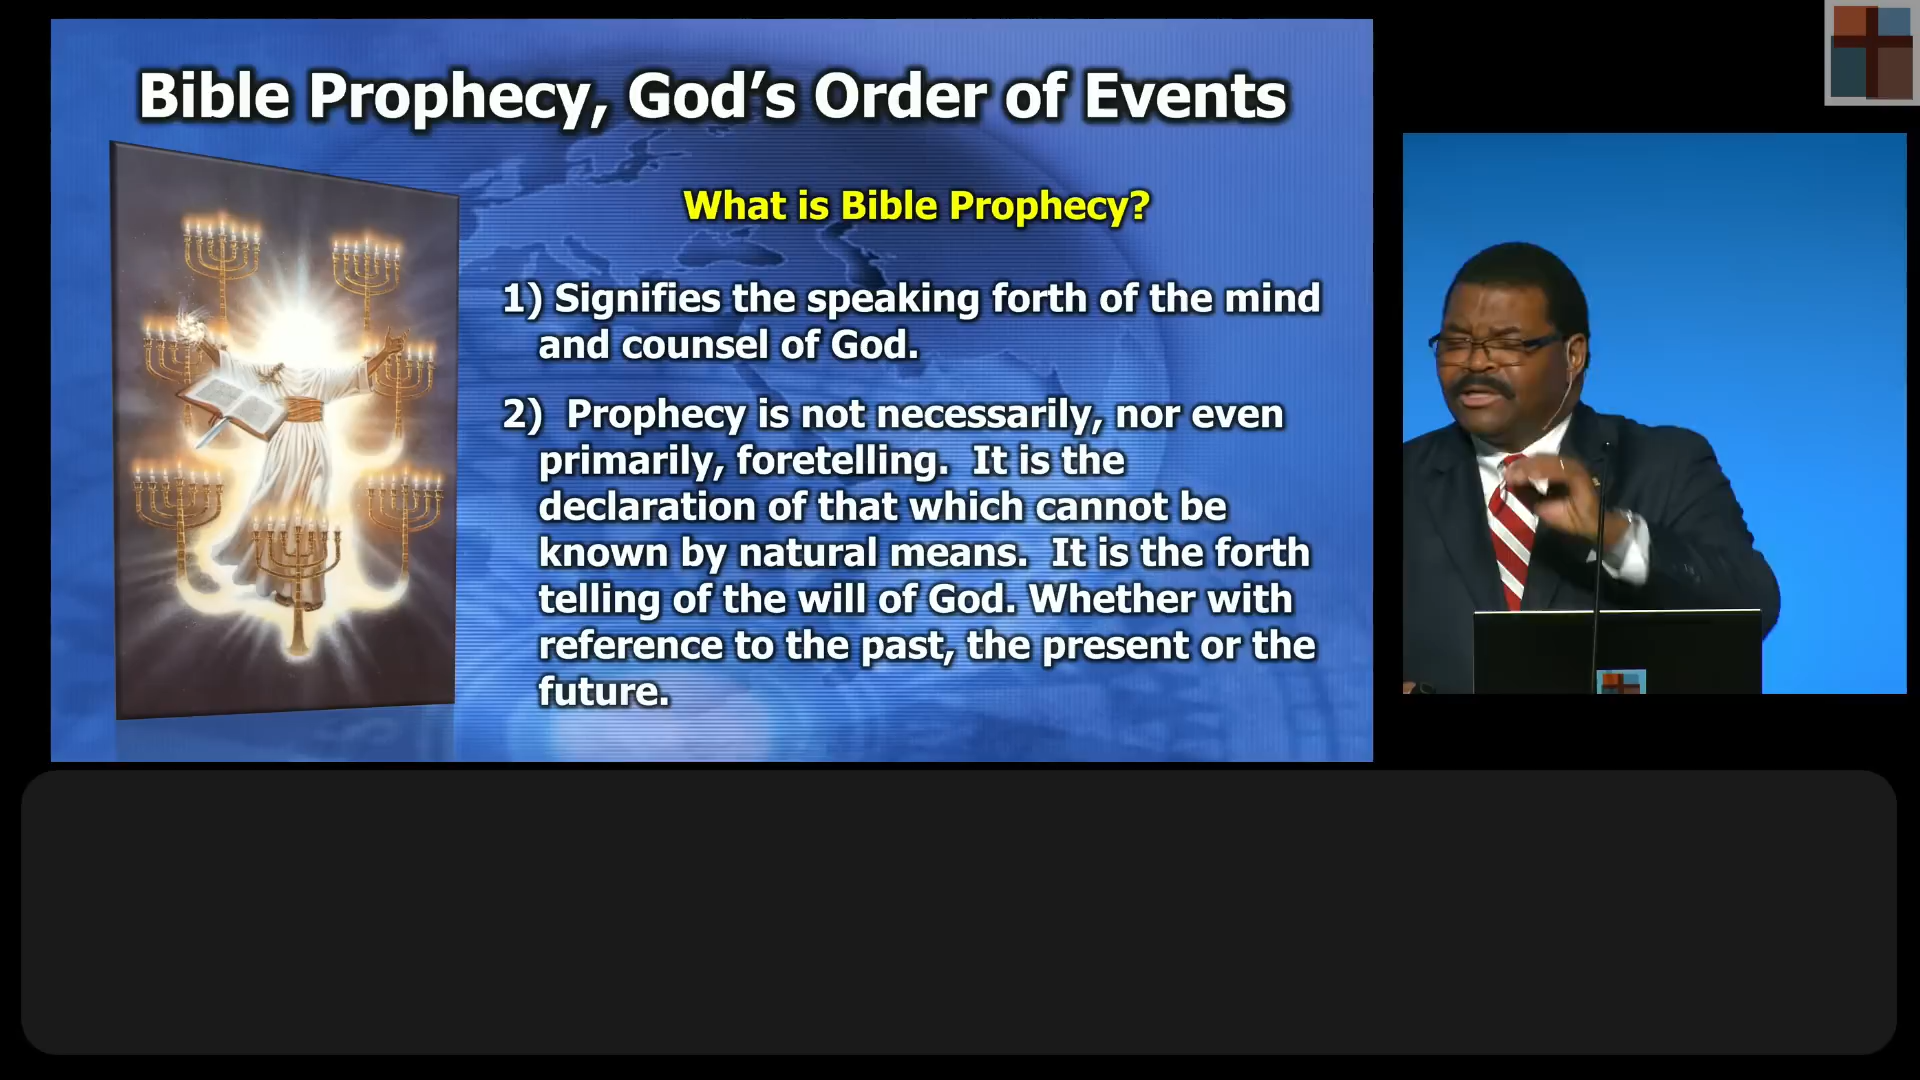 Bible Prophecy, God’s Order of Events
What is Bible Prophecy?
1) Signifies the speaking forth of the mind
and counsel of God.
2)  Prophecy is not necessarily, nor even
primarily, foretelling.  It is the
declaration of that which cannot be
known by natural means.  It is the forth
telling of the will of God. Whether with
reference to the past, the present or the
future.